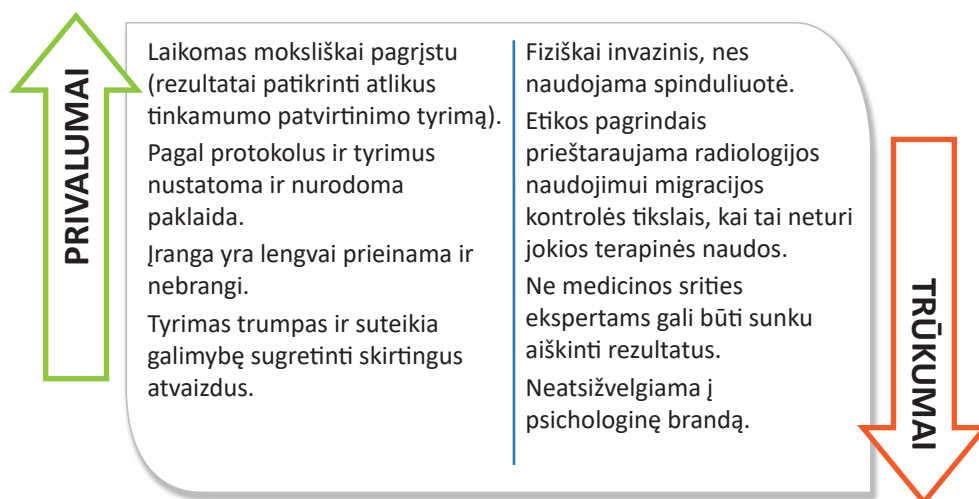 PRIVALUMAI
Laikomas moksliškai pagrįstu
(rezultatai patikrinti atlikus
tinkamumo patvirtinimo tyrimą).
Pagal protokolus ir tyrimus
nustatoma ir nurodoma
paklaida.
Įranga yra lengvai prieinama ir
nebrangi.
Tyrimas trumpas ir suteikia
galimybę sugretinti skirtingus
atvaizdus.
Fiziškai invazinis, nes
naudojama spinduliuotė.
Etikos pagrindais
prieštaraujama radiologijos
naudojimui migracijos
kontrolės tikslais, kai tai neturi
jokios terapinės naudos.
Ne medicinos srities
ekspertams gali būti sunku
aiškinti rezultatus.
Neatsižvelgiama į
psichologinę brandą.
TRŪKUMAI